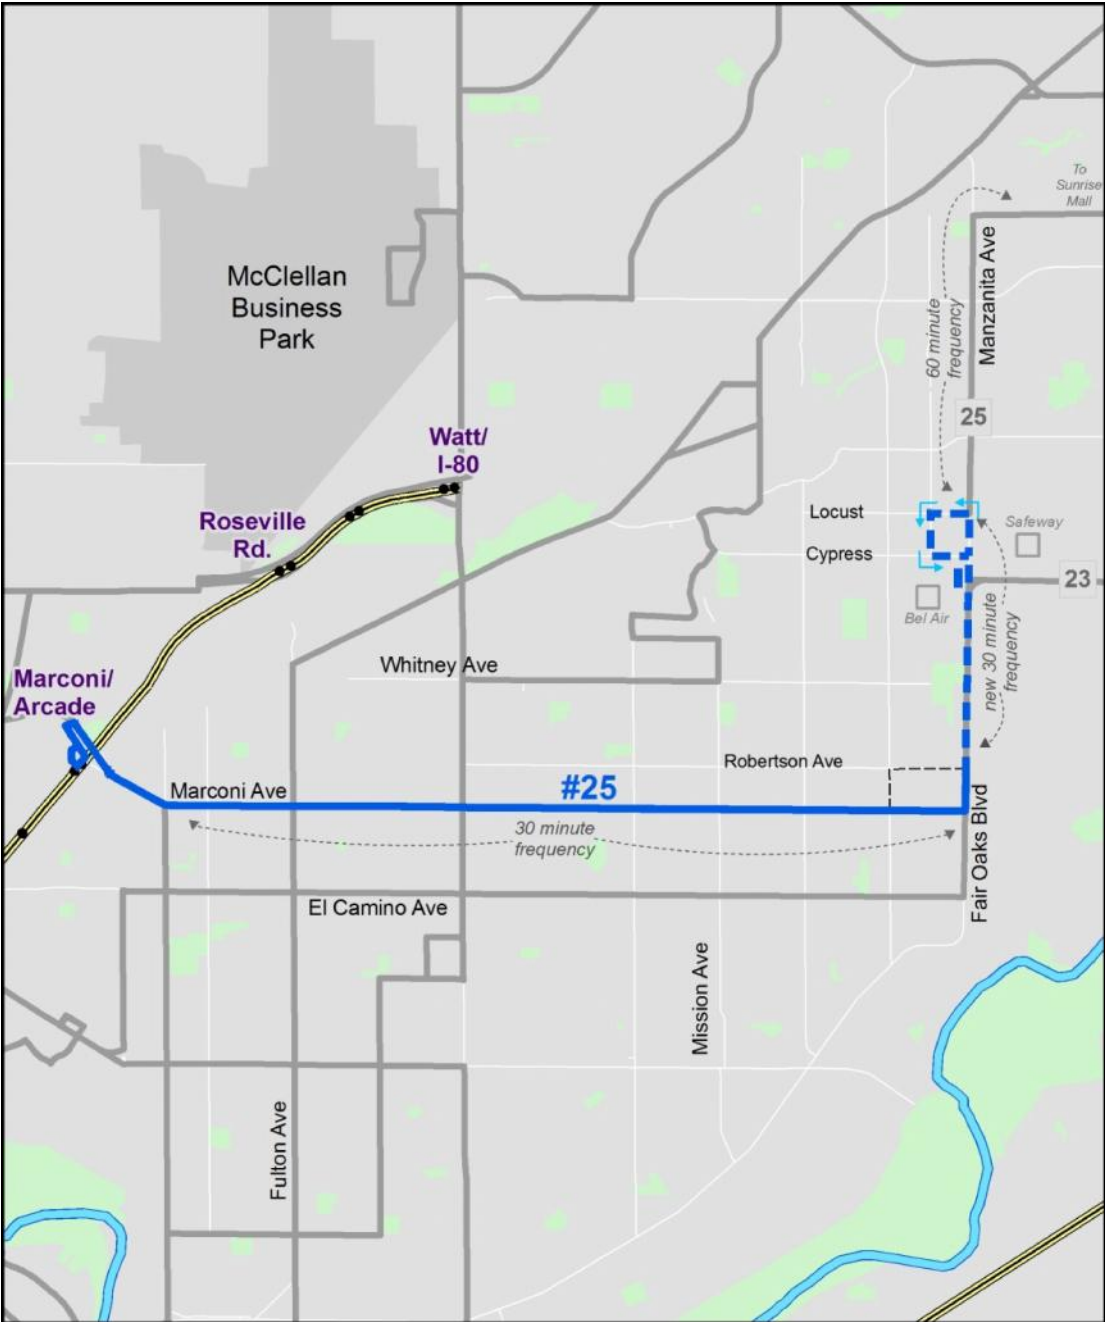 To
Sunrise
Mall
Manzanita Ave
McClellan
Business
Park
60 minute
frequency
25
Watt/
I-80
Locust
Roseville
Rd.
Safeway
Cypress
23
Bel Air
new 30 minute
frequency
Whitney Ave
Marconi/
Arcade
Robertson Ave
#25
Marconi Ave
30 minute
frequency
Fair Oaks Blvd
El Camino Ave
Mission Ave
Fulton Ave